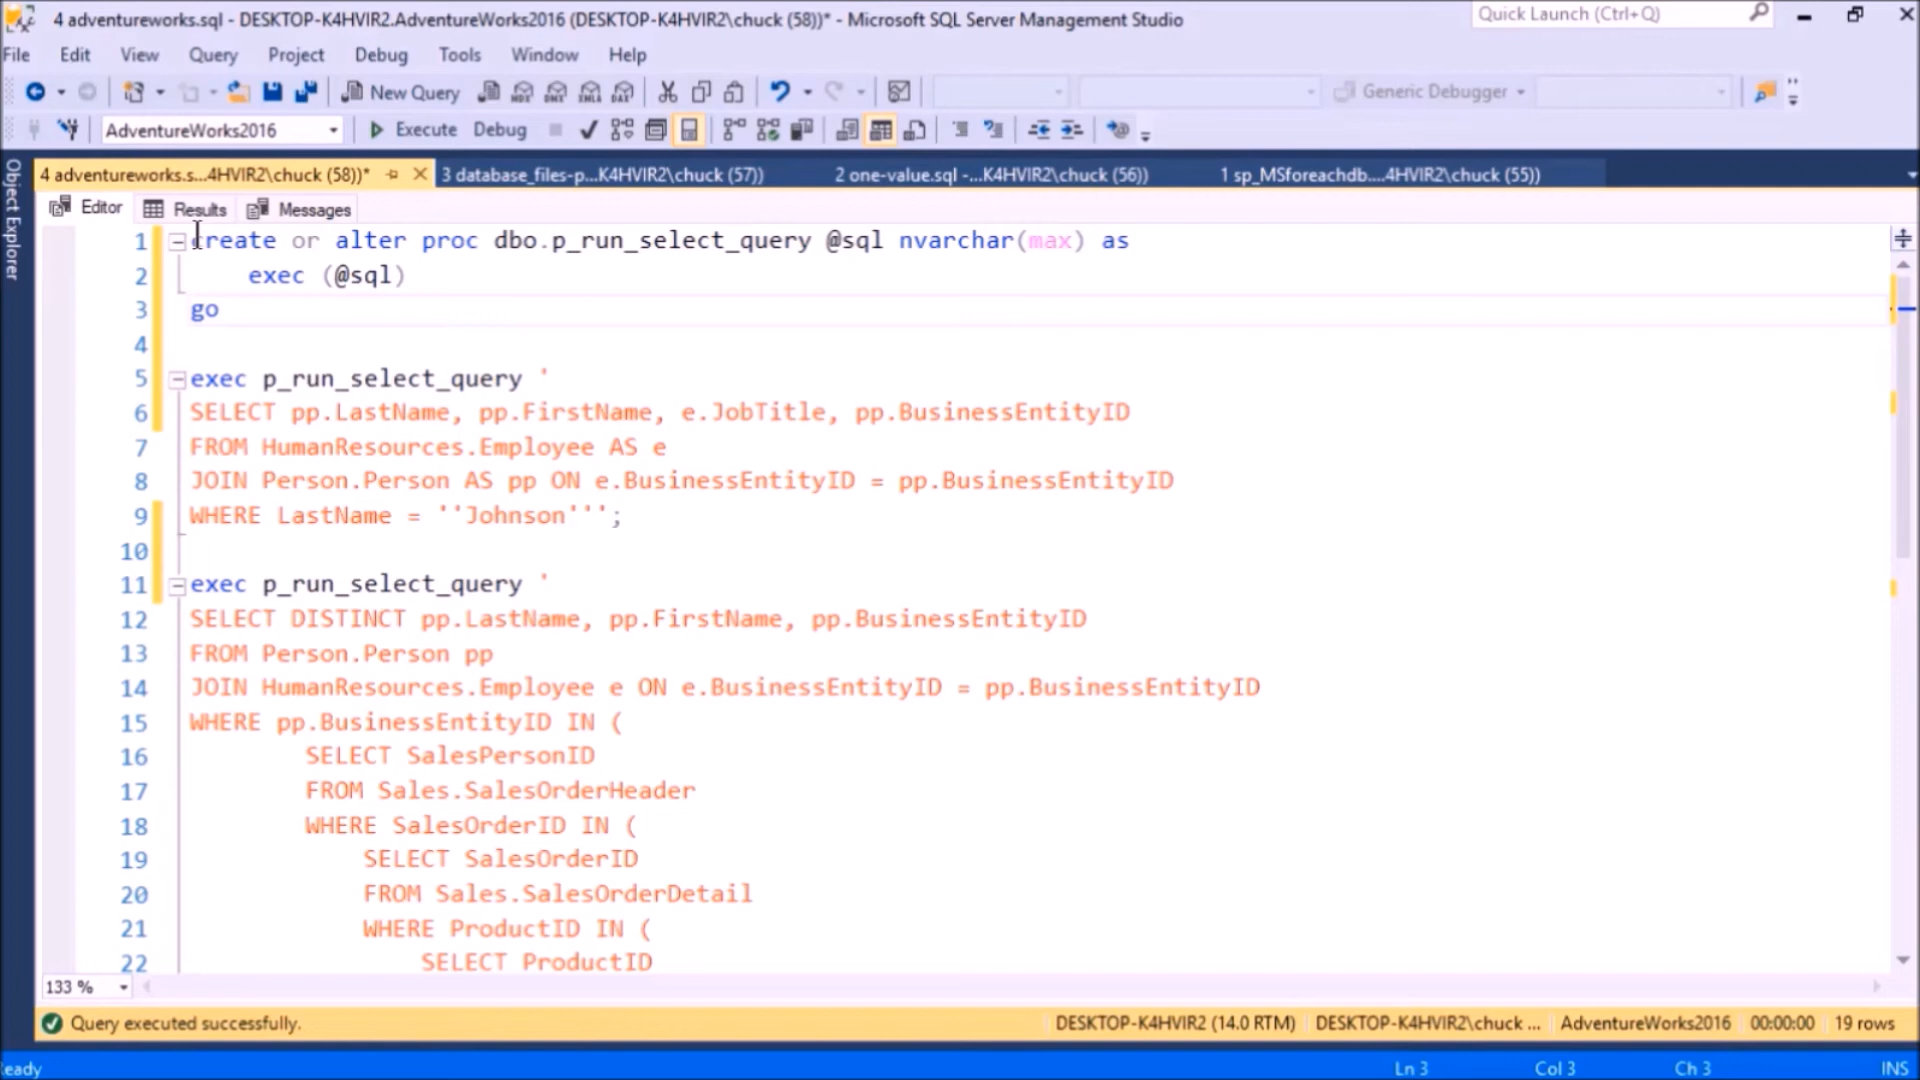 4 adventureworks.sql - DESKTOP-K4HVIR2.AdventureWorks2016 (DESKTOP-K4HVIR2\chuck (58))* - Microsoft SQL Server Management Studio
Quick Launch (Ctrl+Q)
File Edit View Query Project Debug Tools Window Help
New Query
MDX DMX XMLA DAX
Generic Debugger
AdventureWorks2016
Execute Debug
4 adventureworks.s...4HVIR2\chuck (58))*
3 database_files-p...K4HVIR2\chuck (57))
2 one-value.sql -...K4HVIR2\chuck (56))
1 sp_MSforeachdb....4HVIR2\chuck (55))
Object Explorer
Editor Results Messages
1 create or alter proc dbo.p_run_select_query @sql nvarchar(max) as
2 exec (@sql)
3 go
4
5 exec p_run_select_query '
6 SELECT pp.LastName, pp.FirstName, e.JobTitle, pp.BusinessEntityID
7 FROM HumanResources.Employee AS e
8 JOIN Person.Person AS pp ON e.BusinessEntityID = pp.BusinessEntityID
9 WHERE LastName = ''Johnson''';
10
11 exec p_run_select_query '
12 SELECT DISTINCT pp.LastName, pp.FirstName, pp.BusinessEntityID
13 FROM Person.Person pp
14 JOIN HumanResources.Employee e ON e.BusinessEntityID = pp.BusinessEntityID
15 WHERE pp.BusinessEntityID IN (
16 SELECT SalesPersonID
17 FROM Sales.SalesOrderHeader
18 WHERE SalesOrderID IN (
19 SELECT SalesOrderID
20 FROM Sales.SalesOrderDetail
21 WHERE ProductID IN (
22 SELECT ProductID
133 %
Query executed successfully.
DESKTOP-K4HVIR2 (14.0 RTM) DESKTOP-K4HVIR2\chuck ... AdventureWorks2016 00:00:00 19 rows
eady
Ln 3 Col 3 Ch 3 INS